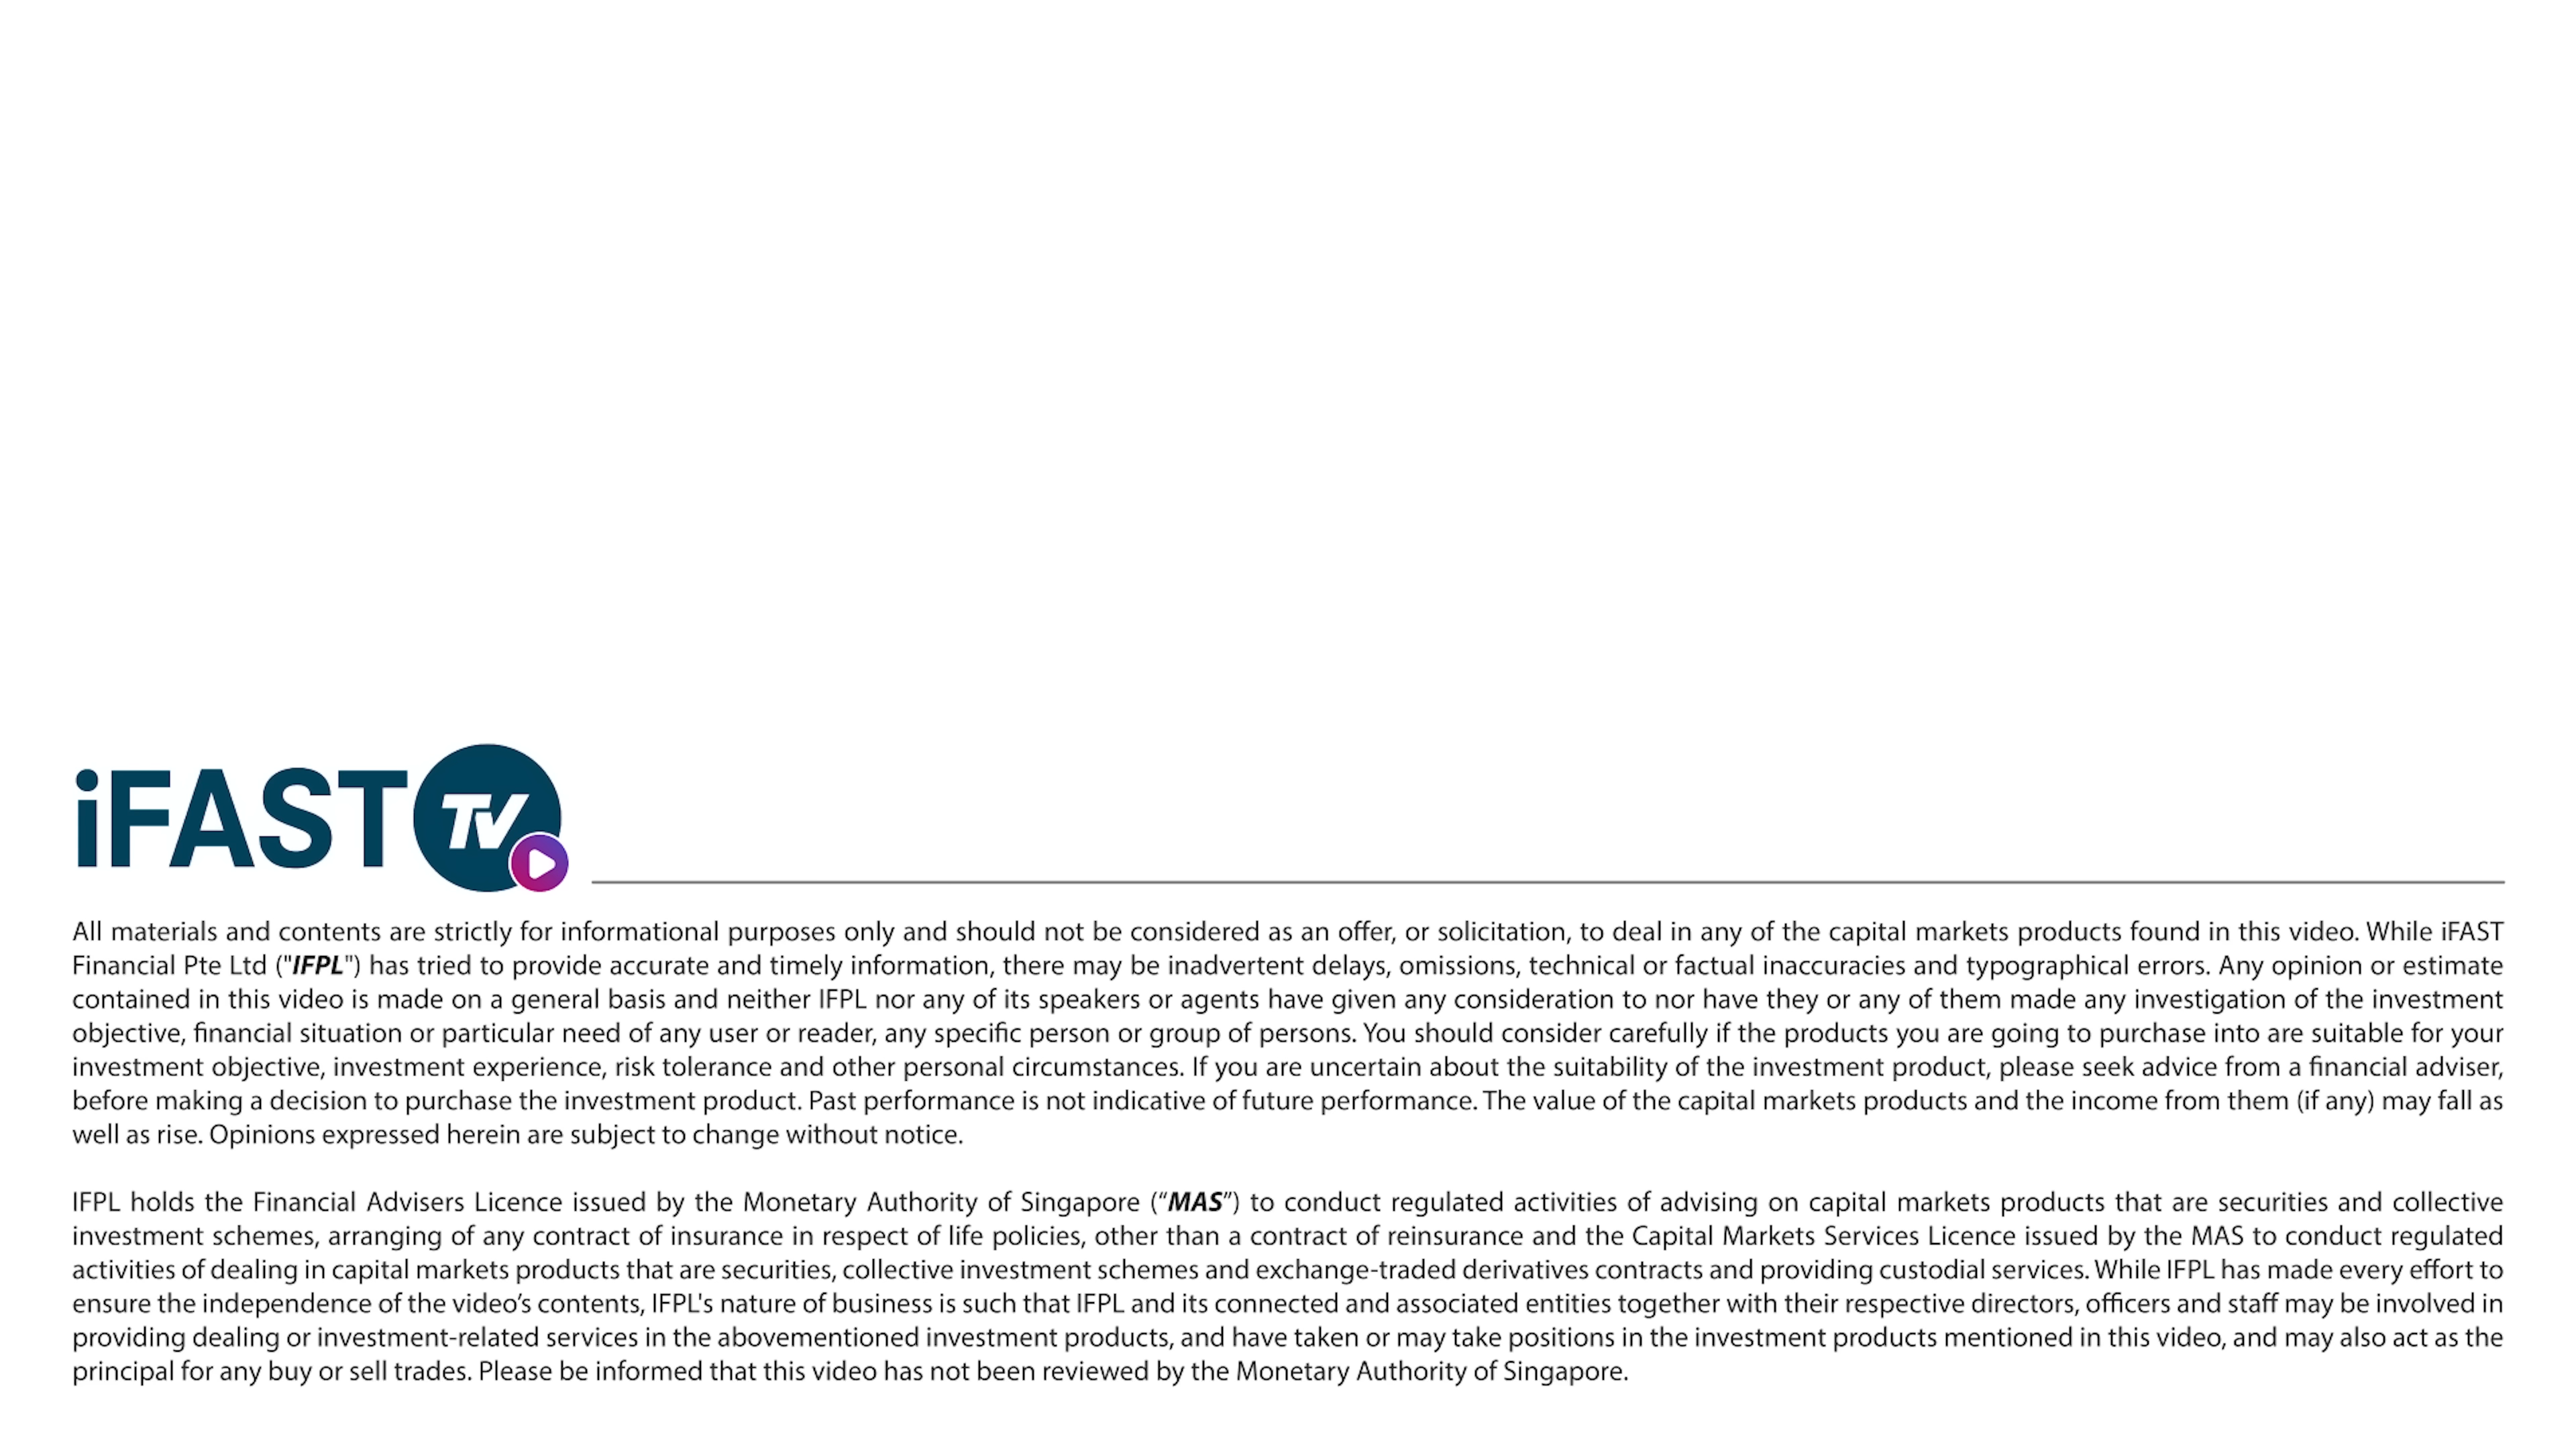 iFAST TV
All materials and contents are strictly for informational purposes only and should not be considered as an offer, or solicitation, to deal in any of the capital markets products found in this video. While iFAST
Financial Pte Ltd ("IFPL") has tried to provide accurate and timely information, there may be inadvertent delays, omissions, technical or factual inaccuracies and typographical errors. Any opinion or estimate
contained in this video is made on a general basis and neither IFPL nor any of its speakers or agents have given any consideration to nor have they or any of them made any investigation of the investment
objective, financial situation or particular need of any user or reader, any specific person or group of persons. You should consider carefully if the products you are going to purchase into are suitable for your
investment objective, investment experience, risk tolerance and other personal circumstances. If you are uncertain about the suitability of the investment product, please seek advice from a financial adviser,
before making a decision to purchase the investment product. Past performance is not indicative of future performance. The value of the capital markets products and the income from them (if any) may fall as
well as rise. Opinions expressed herein are subject to change without notice.
IFPL holds the Financial Advisers Licence issued by the Monetary Authority of Singapore (“MAS”) to conduct regulated activities of advising on capital markets products that are securities and collective
investment schemes, arranging of any contract of insurance in respect of life policies, other than a contract of reinsurance and the Capital Markets Services Licence issued by the MAS to conduct regulated
activities of dealing in capital markets products that are securities, collective investment schemes and exchange-traded derivatives contracts and providing custodial services. While IFPL has made every effort to
ensure the independence of the video’s contents, IFPL's nature of business is such that IFPL and its connected and associated entities together with their respective directors, officers and staff may be involved in
providing dealing or investment-related services in the abovementioned investment products, and have taken or may take positions in the investment products mentioned in this video, and may also act as the
principal for any buy or sell trades. Please be informed that this video has not been reviewed by the Monetary Authority of Singapore.